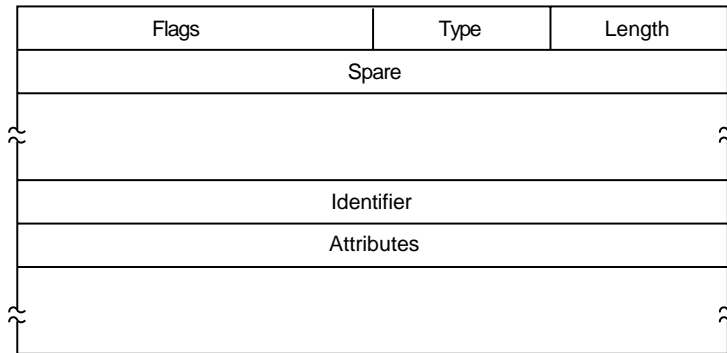 Flags Type Length
Spare
Identifier
Attributes